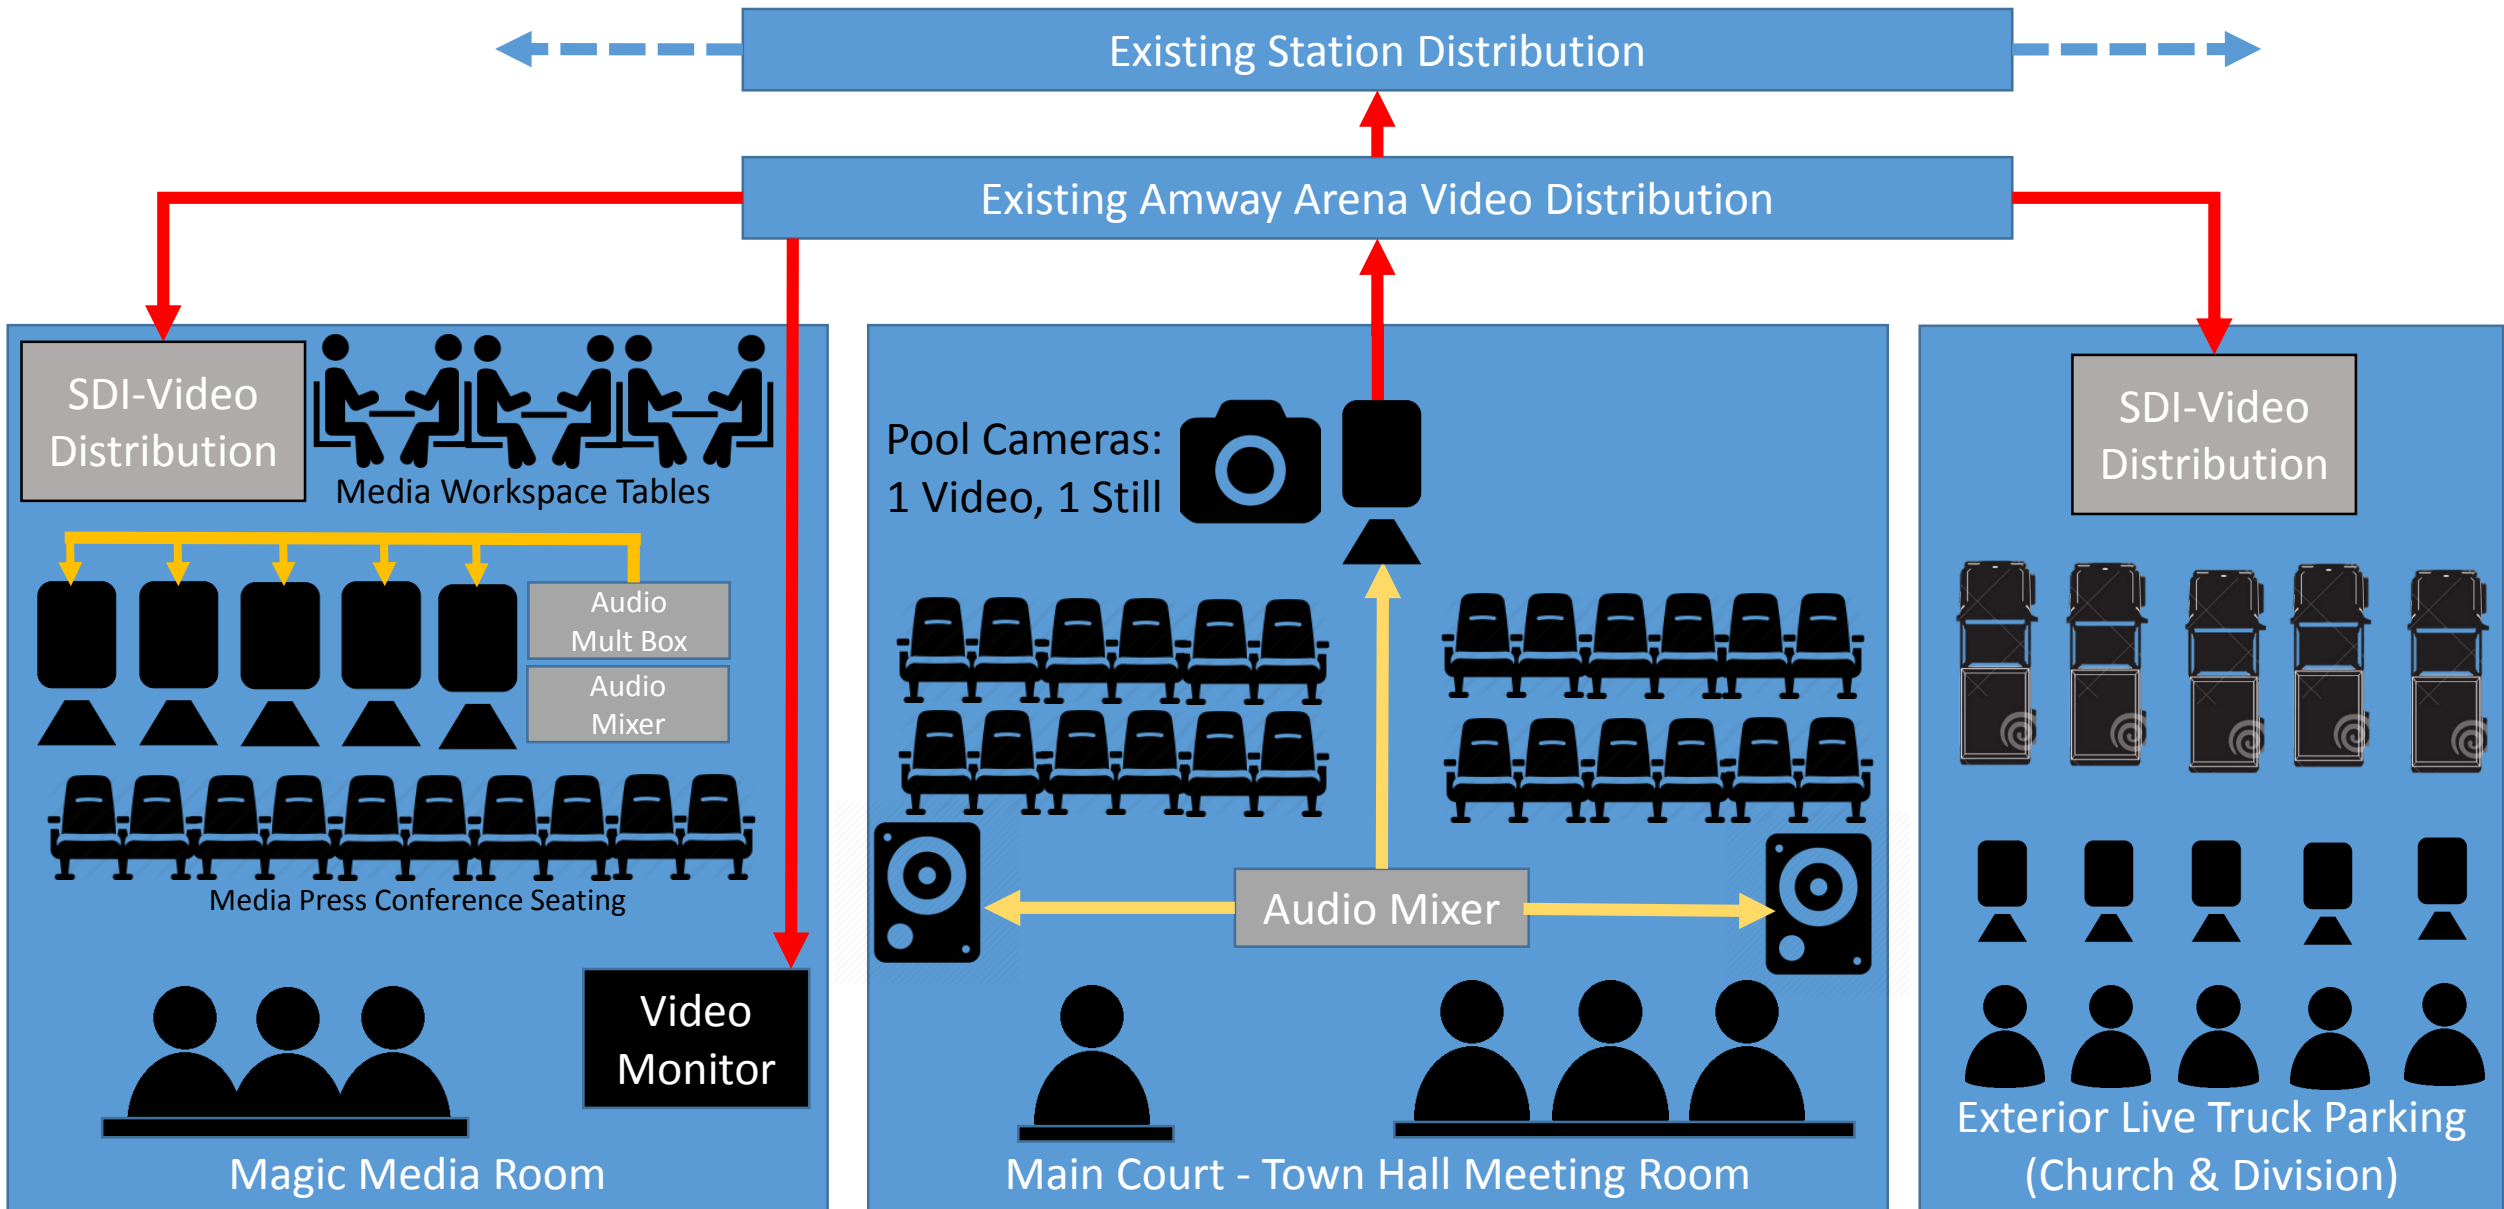 Existing Station Distribution
Existing Amway Arena Video Distribution
SDI-Video
Distribution
Media Workspace Tables
Audio
Mult Box
Audio
Mixer
Media Press Conference Seating
Video
Monitor
Magic Media Room
Pool Cameras:
1 Video, 1 Still
Audio Mixer
Main Court - Town Hall Meeting Room
SDI-Video
Distribution
Exterior Live Truck Parking
(Church & Division)